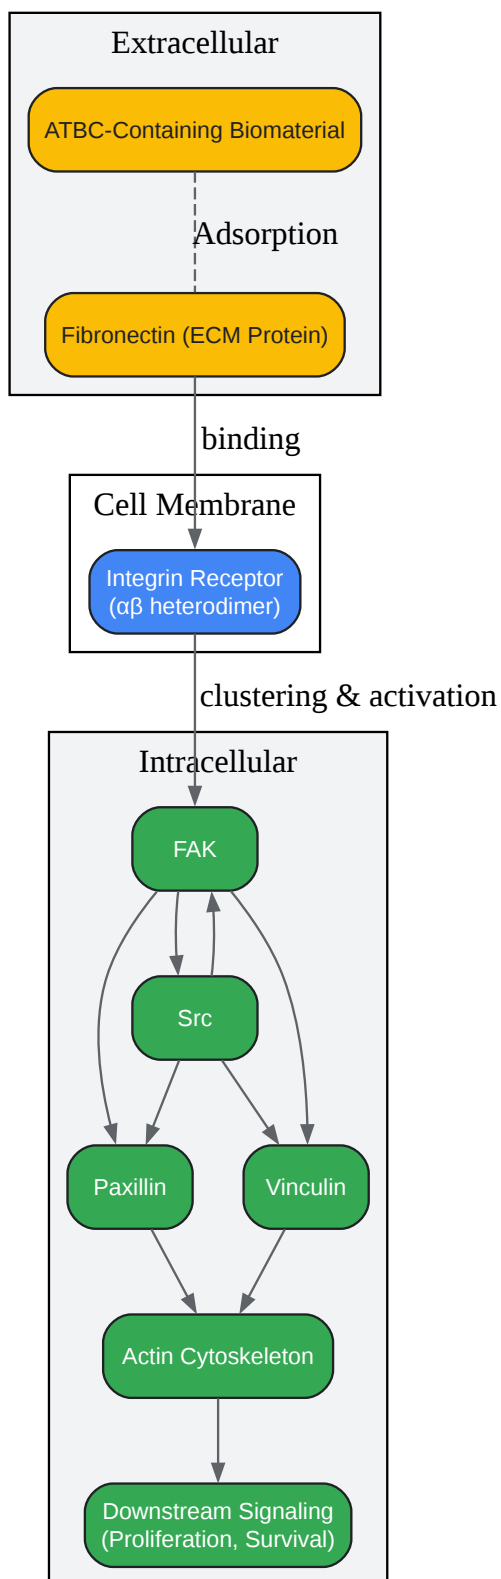 Extracellular
ATBC-Containing Biomaterial
Adsorption
Fibronectin (ECM Protein)
binding
Cell Membrane
Integrin Receptor
(αβ heterodimer)
clustering & activation
Intracellular
FAK
Src
Paxillin
Vinculin
Actin Cytoskeleton
Downstream Signaling
(Proliferation, Survival)